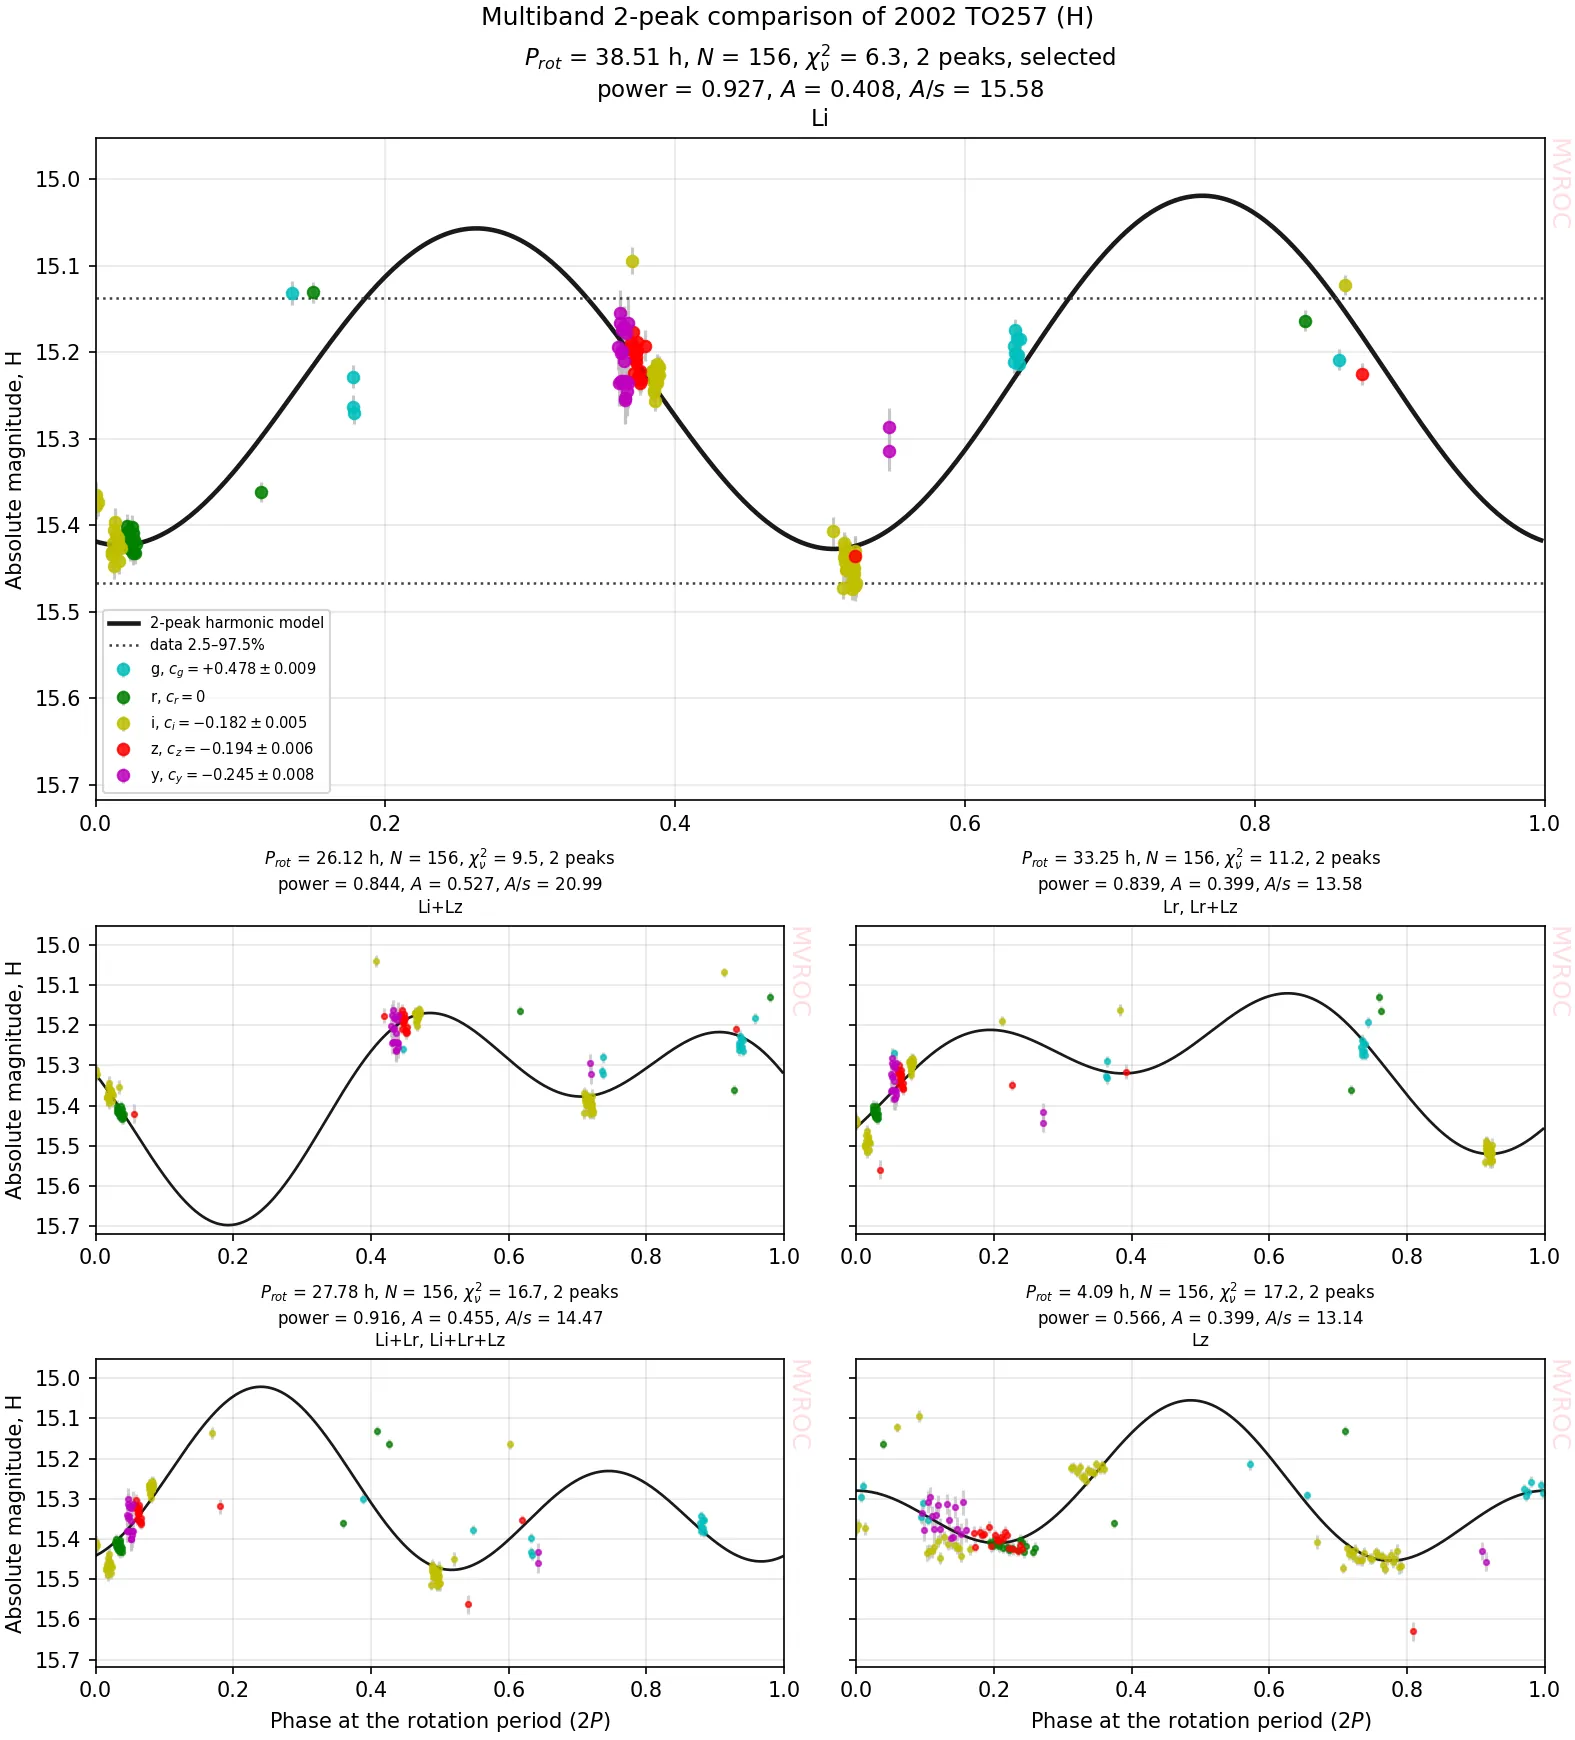 Multiband 2-peak comparison of 2002 TO257 (H)
P_rot = 38.51 h, N = 156, χ²_ν = 6.3, 2 peaks, selected
power = 0.927, A = 0.408, A/s = 15.58
Li
MVROC
Absolute magnitude, H
15.0
15.1
15.2
15.3
15.4
15.5
15.6
15.7
2-peak harmonic model
data 2.5–97.5%
g, c_g = +0.478 ± 0.009
r, c_r = 0
i, c_i = −0.182 ± 0.005
z, c_z = −0.194 ± 0.006
y, c_y = −0.245 ± 0.008
0.0 0.2 0.4 0.6 0.8 1.0
P_rot = 26.12 h, N = 156, χ²_ν = 9.5, 2 peaks
power = 0.844, A = 0.527, A/s = 20.99
Li+Lz
MVROC
Absolute magnitude, H
15.0
15.1
15.2
15.3
15.4
15.5
15.6
15.7
0.0 0.2 0.4 0.6 0.8 1.0
P_rot = 33.25 h, N = 156, χ²_ν = 11.2, 2 peaks
power = 0.839, A = 0.399, A/s = 13.58
Lr, Lr+Lz
MVROC
0.0 0.2 0.4 0.6 0.8 1.0
P_rot = 27.78 h, N = 156, χ²_ν = 16.7, 2 peaks
power = 0.916, A = 0.455, A/s = 14.47
Li+Lr, Li+Lr+Lz
MVROC
Absolute magnitude, H
15.0
15.1
15.2
15.3
15.4
15.5
15.6
15.7
0.0 0.2 0.4 0.6 0.8 1.0
Phase at the rotation period (2P)
P_rot = 4.09 h, N = 156, χ²_ν = 17.2, 2 peaks
power = 0.566, A = 0.399, A/s = 13.14
Lz
MVROC
0.0 0.2 0.4 0.6 0.8 1.0
Phase at the rotation period (2P)